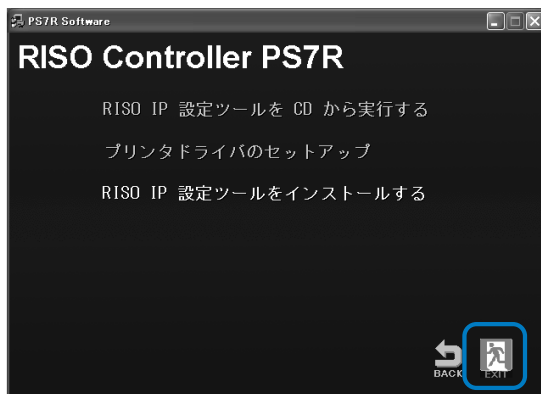 PS7R Software
RISO Controller PS7R
RISO IP 設定ツールを CD から実行する
プリンタドライバのセットアップ
RISO IP 設定ツールをインストールする
BACK EXIT